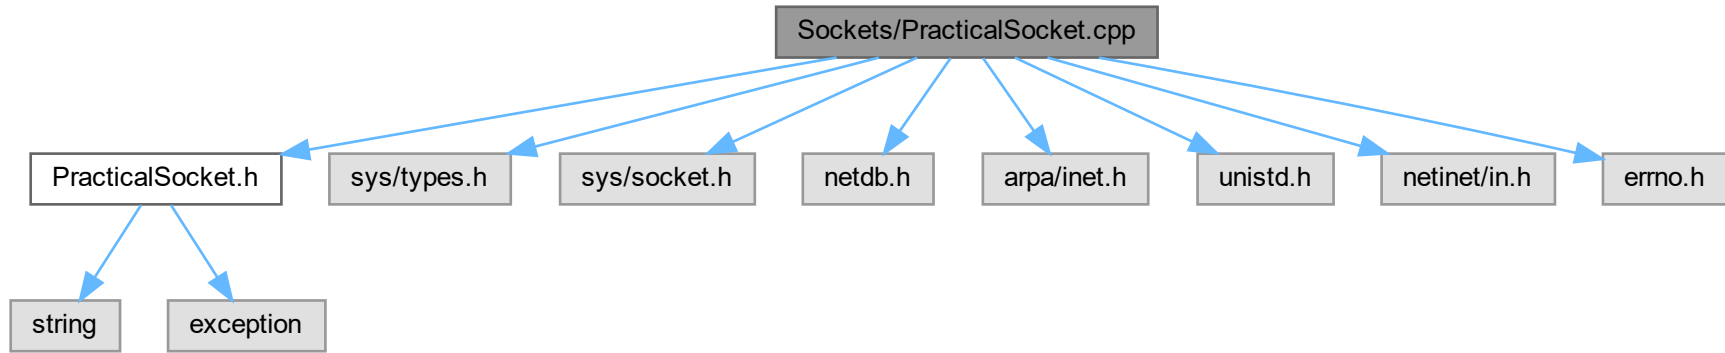 Sockets/PracticalSocket.cpp
PracticalSocket.h
sys/types.h
sys/socket.h
netdb.h
arpa/inet.h
unistd.h
netinet/in.h
errno.h
string
exception